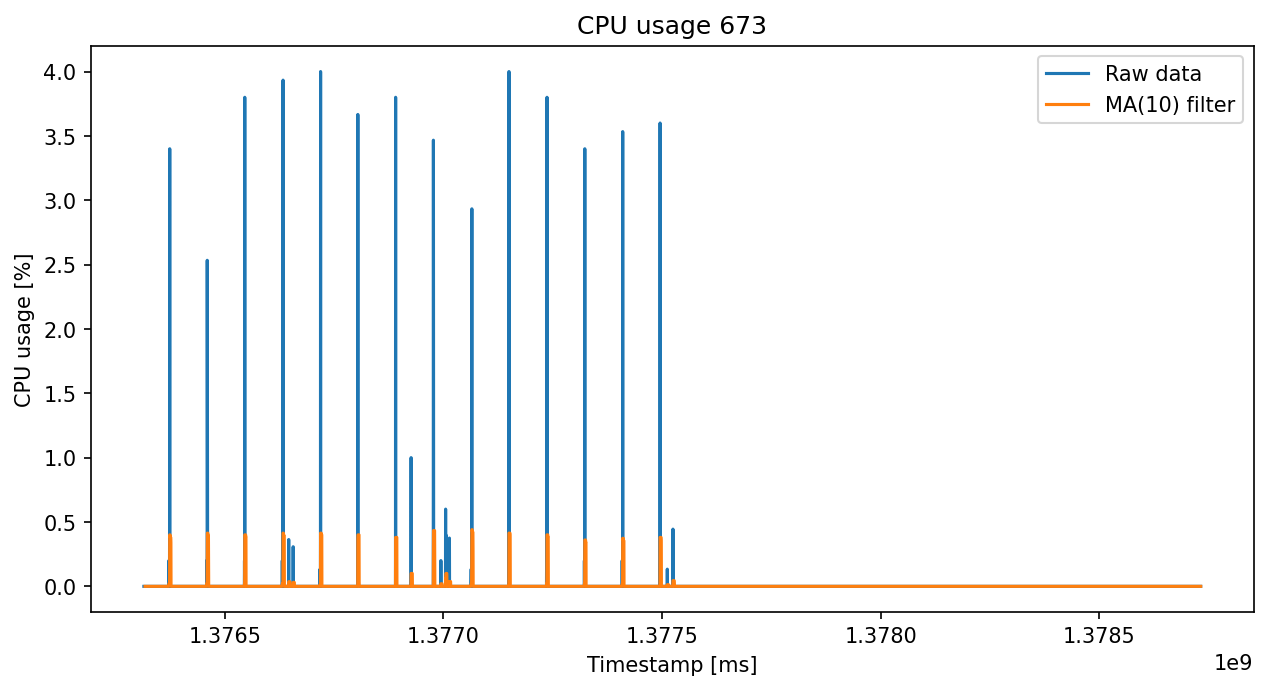 CPU usage 673
Raw data
MA(10) filter
CPU usage [%]
4.0
3.5
3.0
2.5
2.0
1.5
1.0
0.5
0.0
1.3765 1.3770 1.3775 1.3780 1.3785
1e9
Timestamp [ms]